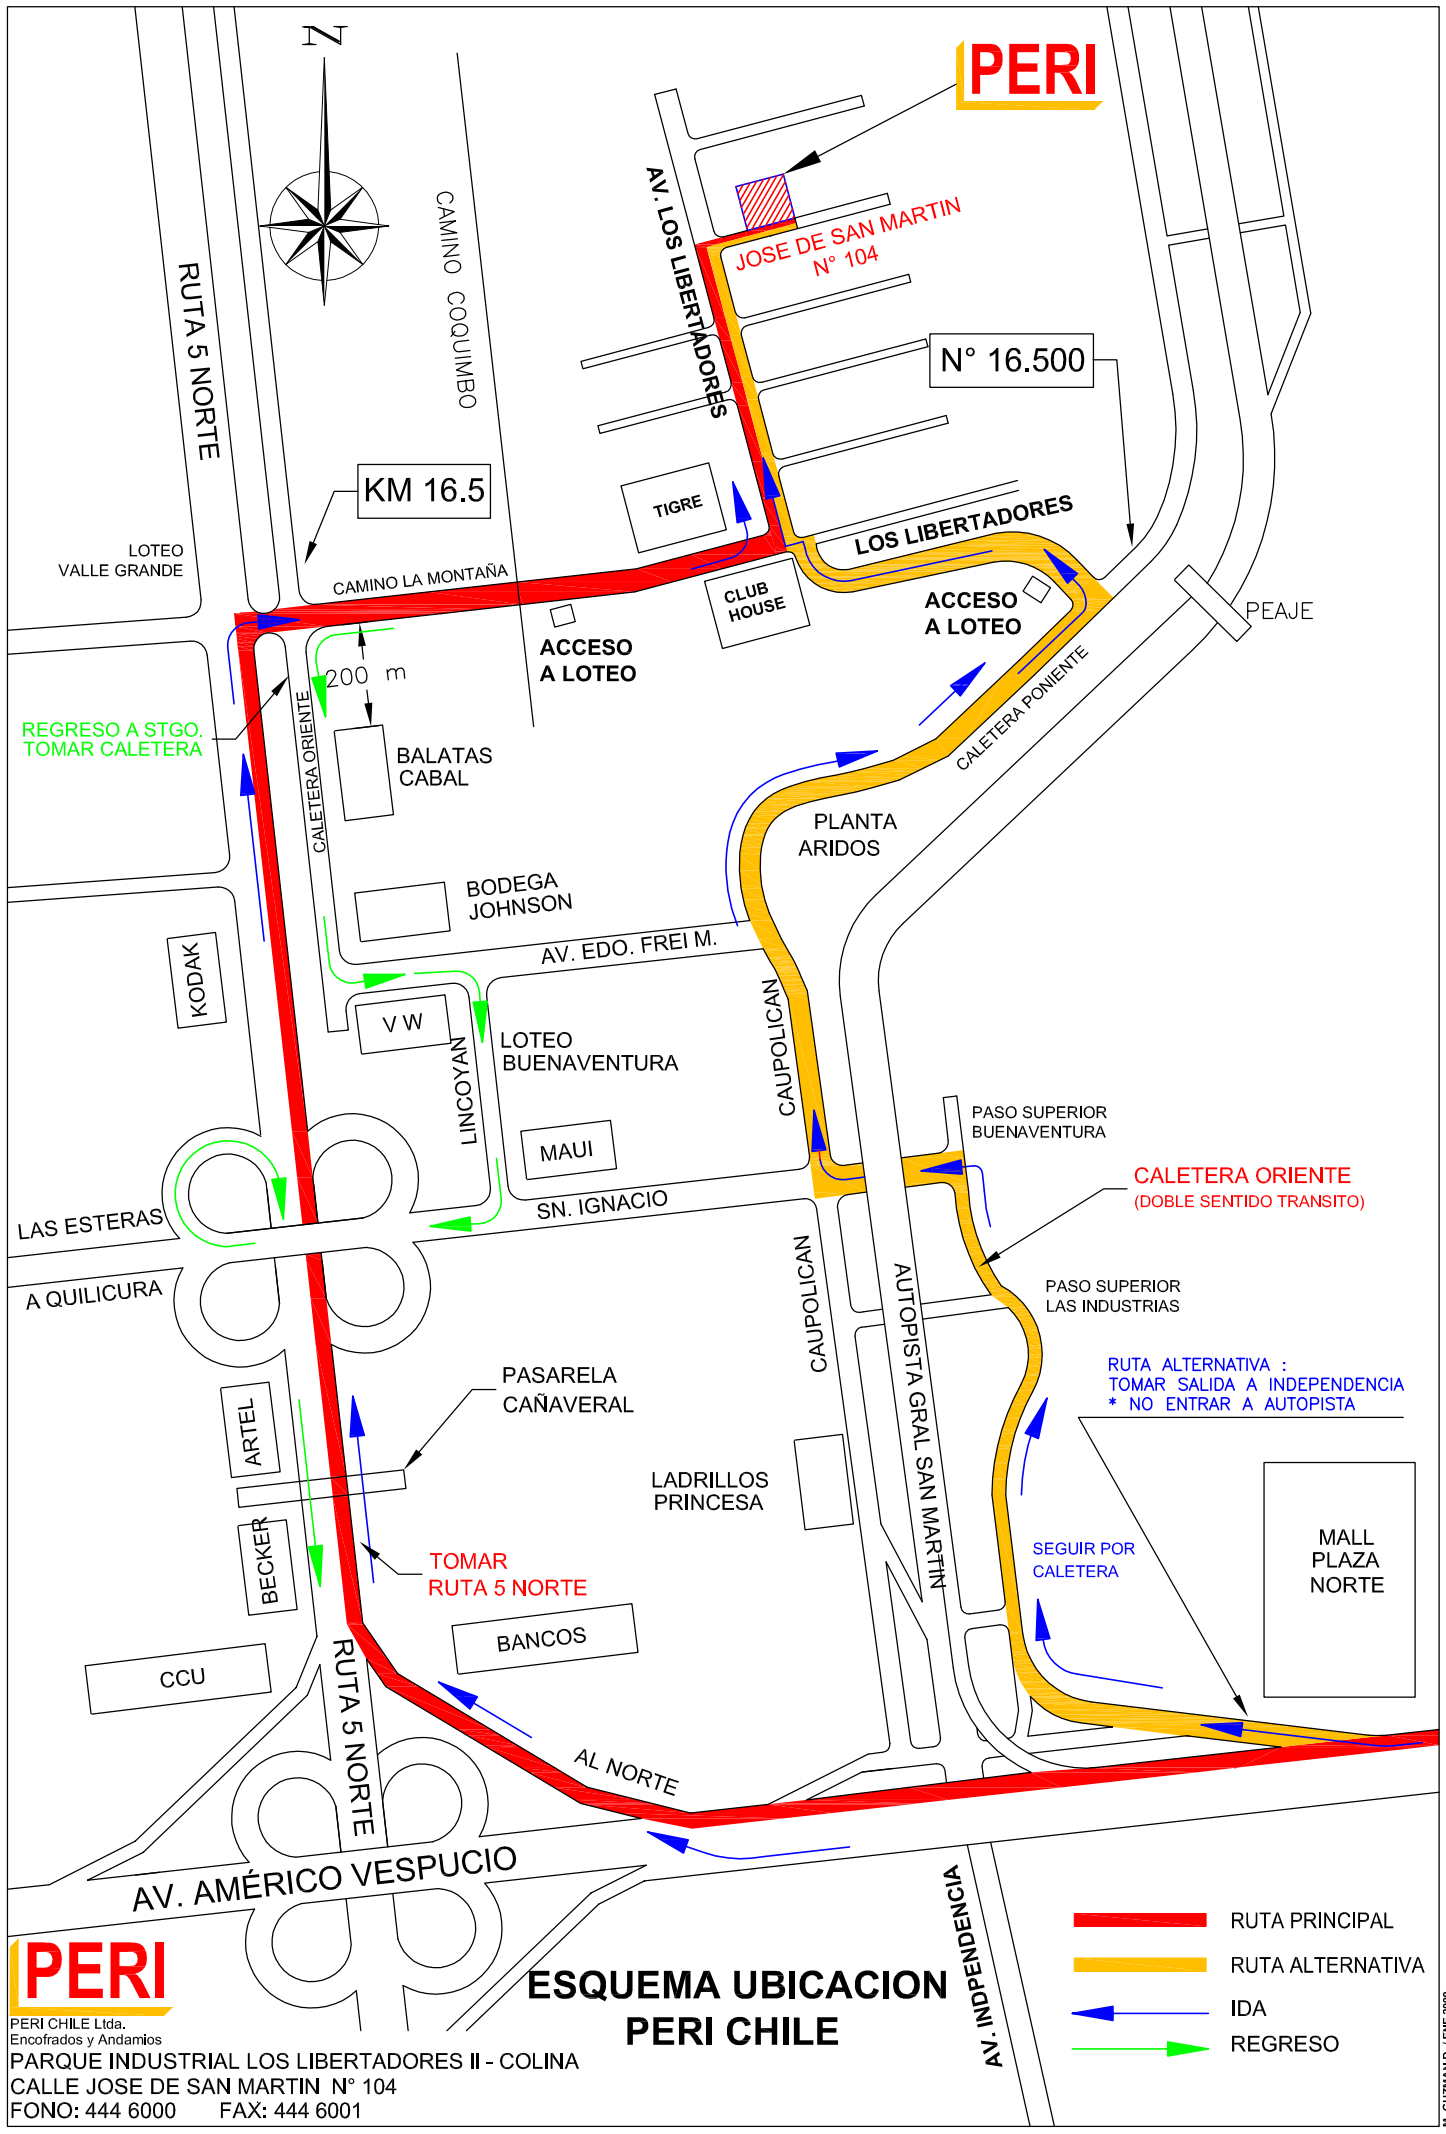 N
PERI
AV. LOS LIBERTADORES
JOSE DE SAN MARTIN
N° 104
CAMINO COQUIMBO
RUTA 5 NORTE
N° 16.500
KM 16.5
TIGRE
LOS LIBERTADORES
LOTEO
VALLE GRANDE
CAMINO LA MONTAÑA
CLUB
HOUSE
ACCESO
A LOTEO
PEAJE
ACCESO
A LOTEO
200 m
CALETERA PONIENTE
REGRESO A STGO.
TOMAR CALETERA
CALETERA ORIENTE
BALATAS
CABAL
PLANTA
ARIDOS
BODEGA
JOHNSON
AV. EDO. FREI M.
KODAK
V W
CAUPOLICAN
LOTEO
BUENAVENTURA
LINCOYAN
MAUI
PASO SUPERIOR
BUENAVENTURA
CALETERA ORIENTE
(DOBLE SENTIDO TRANSITO)
SN. IGNACIO
LAS ESTERAS
A QUILICURA
CAUPOLICAN
AUTOPISTA GRAL SAN MARTIN
PASO SUPERIOR
LAS INDUSTRIAS
RUTA ALTERNATIVA :
TOMAR SALIDA A INDEPENDENCIA
* NO ENTRAR A AUTOPISTA
PASARELA
CAÑAVERAL
ARTEL
LADRILLOS
PRINCESA
BECKER
TOMAR
RUTA 5 NORTE
SEGUIR POR
CALETERA
MALL
PLAZA
NORTE
BANCOS
CCU
RUTA 5 NORTE
AL NORTE
AV. AMÉRICO VESPUCIO
AV. INDPENDENCIA
RUTA PRINCIPAL
RUTA ALTERNATIVA
IDA
REGRESO
PERI
PERI CHILE Ltda.
Encofrados y Andamios
PARQUE INDUSTRIAL LOS LIBERTADORES II - COLINA
CALLE JOSE DE SAN MARTIN N° 104
FONO: 444 6000 FAX: 444 6001
ESQUEMA UBICACION
PERI CHILE